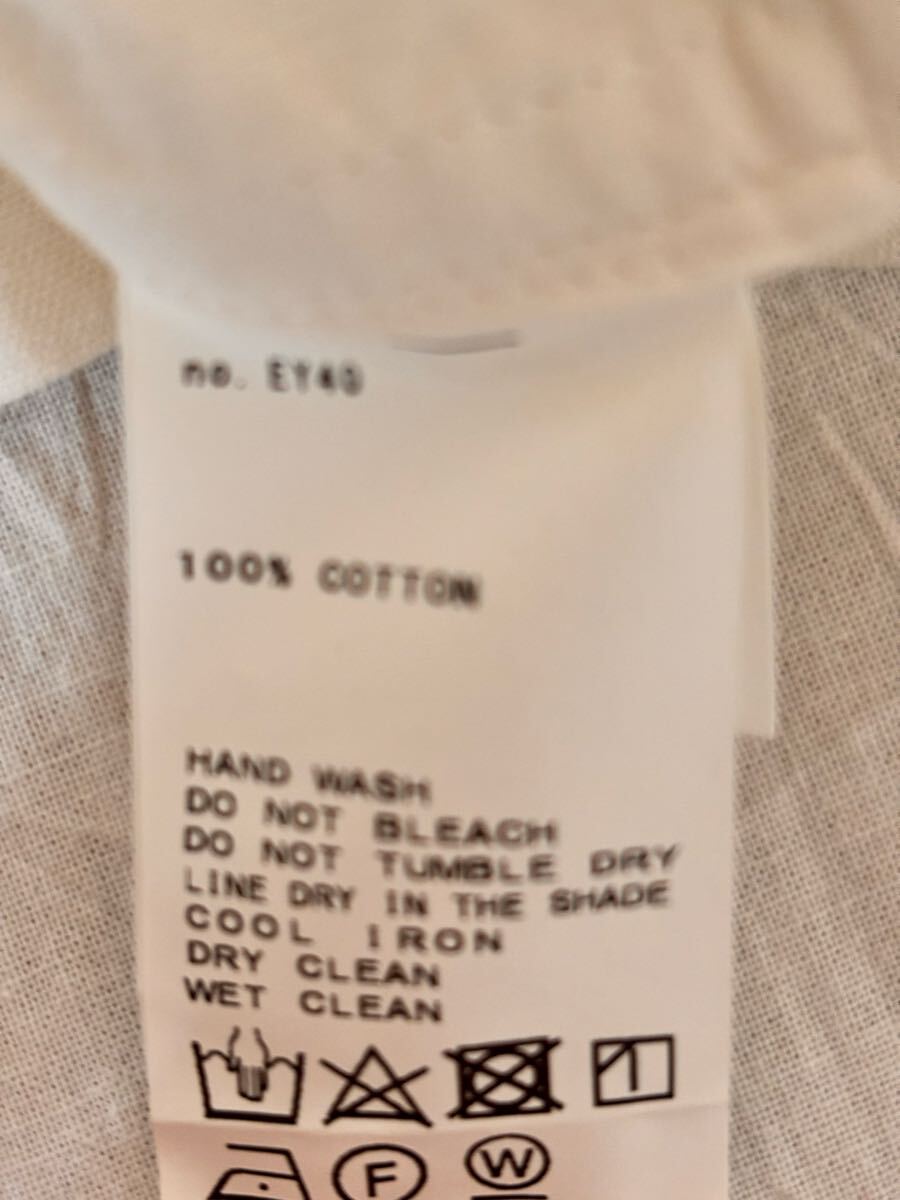 no. EY40
100% COTTON
HAND WASH
DO NOT BLEACH
DO NOT TUMBLE DRY
LINE DRY IN THE SHADE
COOL IRON
DRY CLEAN
WET CLEAN
F W